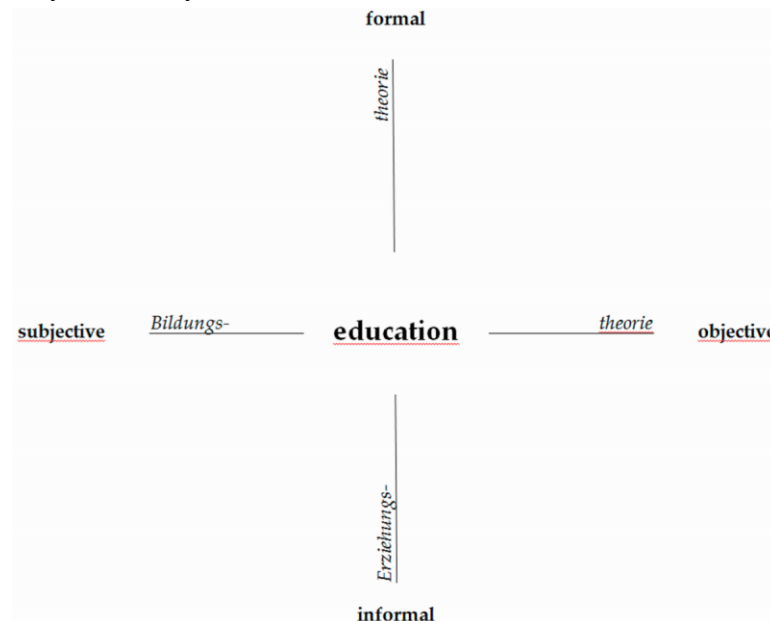 formal
theorie
subjective Bildungs- education theorie objective
Erziehungs-
informal